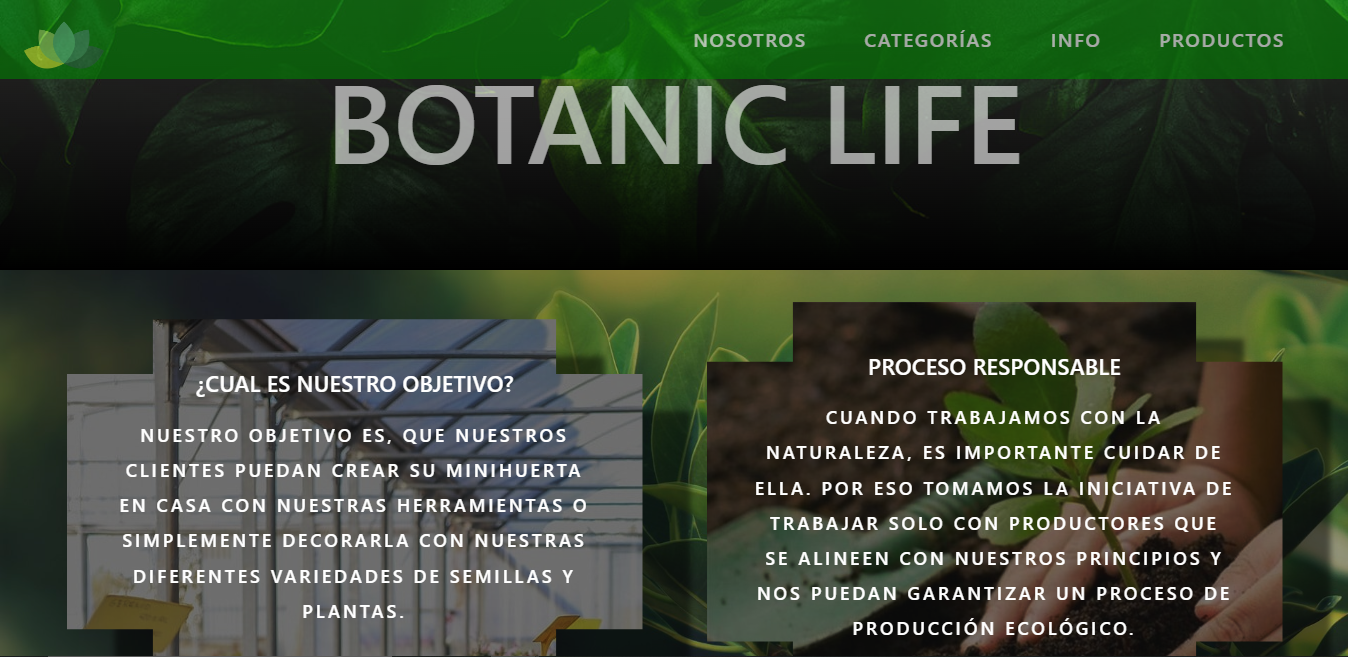 NOSOTROS CATEGORÍAS INFO PRODUCTOS
BOTANIC LIFE
¿CUAL ES NUESTRO OBJETIVO?
NUESTRO OBJETIVO ES, QUE NUESTROS
CLIENTES PUEDAN CREAR SU MINIHUERTA
EN CASA CON NUESTRAS HERRAMIENTAS O
SIMPLEMENTE DECORARLA CON NUESTRAS
DIFERENTES VARIEDADES DE SEMILLAS Y
PLANTAS.
PROCESO RESPONSABLE
CUANDO TRABAJAMOS CON LA
NATURALEZA, ES IMPORTANTE CUIDAR DE
ELLA. POR ESO TOMAMOS LA INICIATIVA DE
TRABAJAR SOLO CON PRODUCTORES QUE
SE ALINEEN CON NUESTROS PRINCIPIOS Y
NOS PUEDAN GARANTIZAR UN PROCESO DE
PRODUCCIÓN ECOLÓGICO.